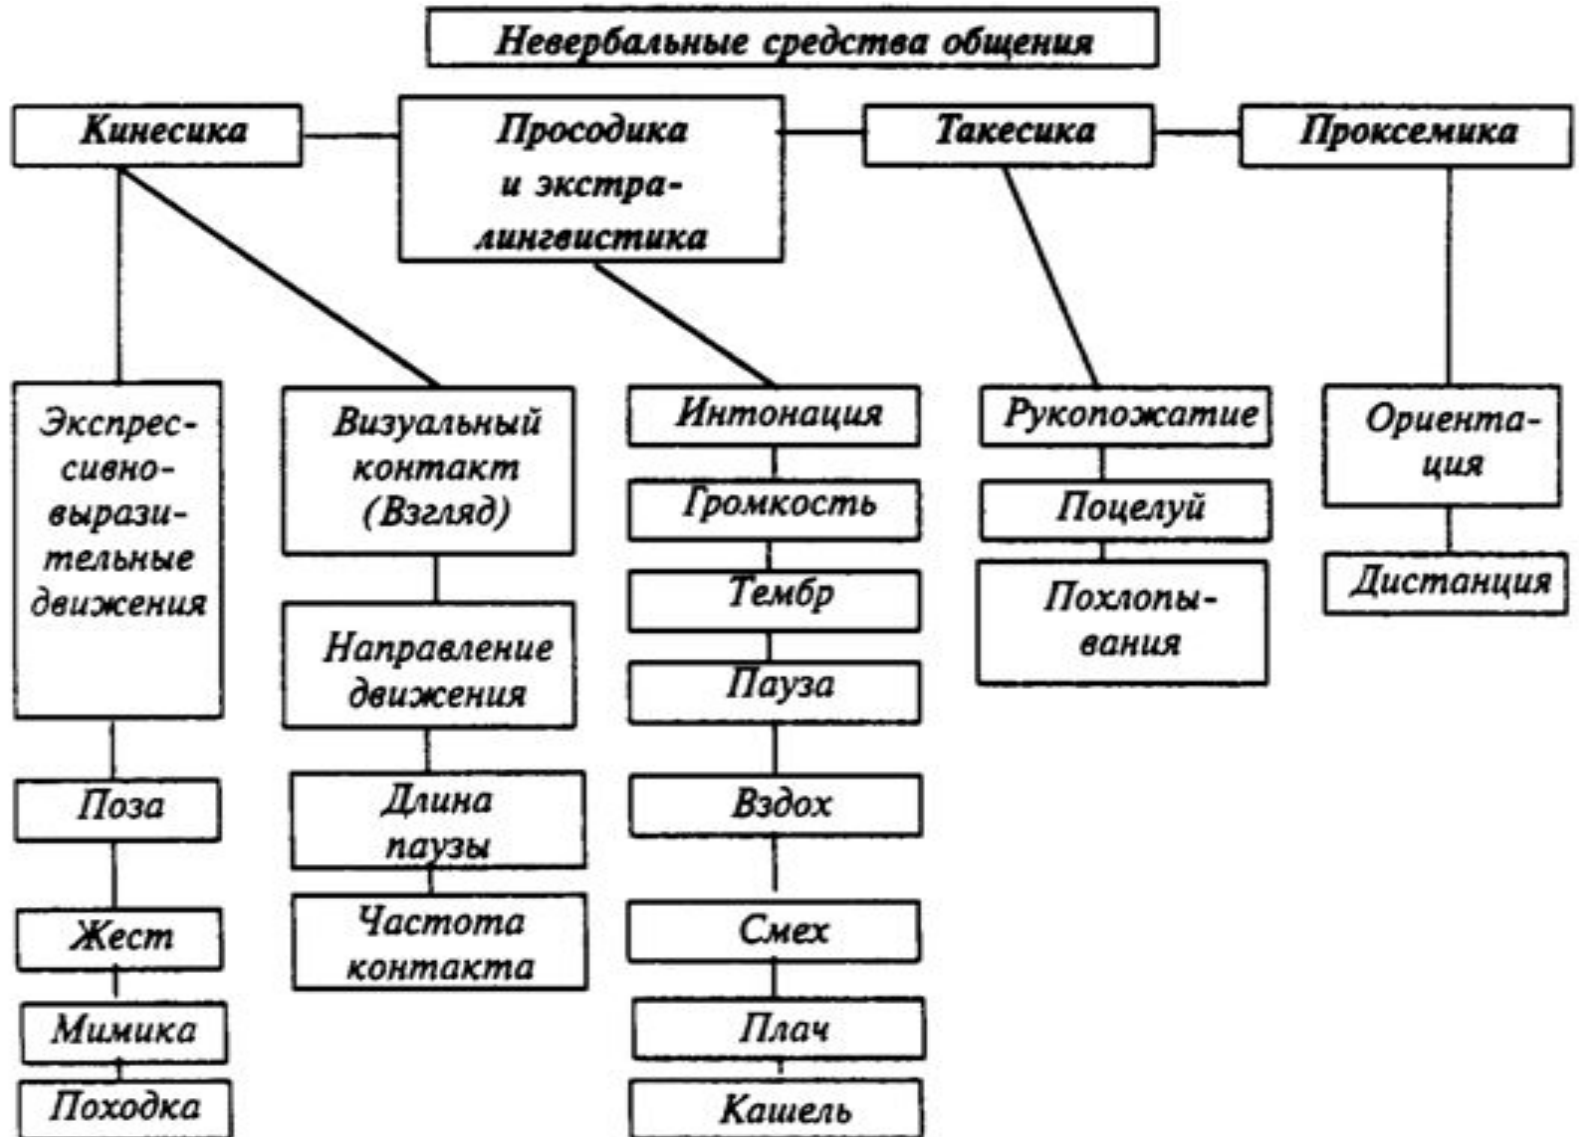 Невербальные средства общения
Кинесика
Просодика
и экстра-
лингвистика
Такесика
Проксемика
Экспрес-
сивно-
вырази-
тельные
движения
Поза
Жест
Мимика
Походка
Визуальный
контакт
(Взгляд)
Направление
движения
Длина
паузы
Частота
контакта
Интонация
Громкость
Тембр
Пауза
Вздох
Смех
Плач
Кашель
Рукопожатие
Поцелуй
Похлопы-
вания
Ориента-
ция
Дистанция